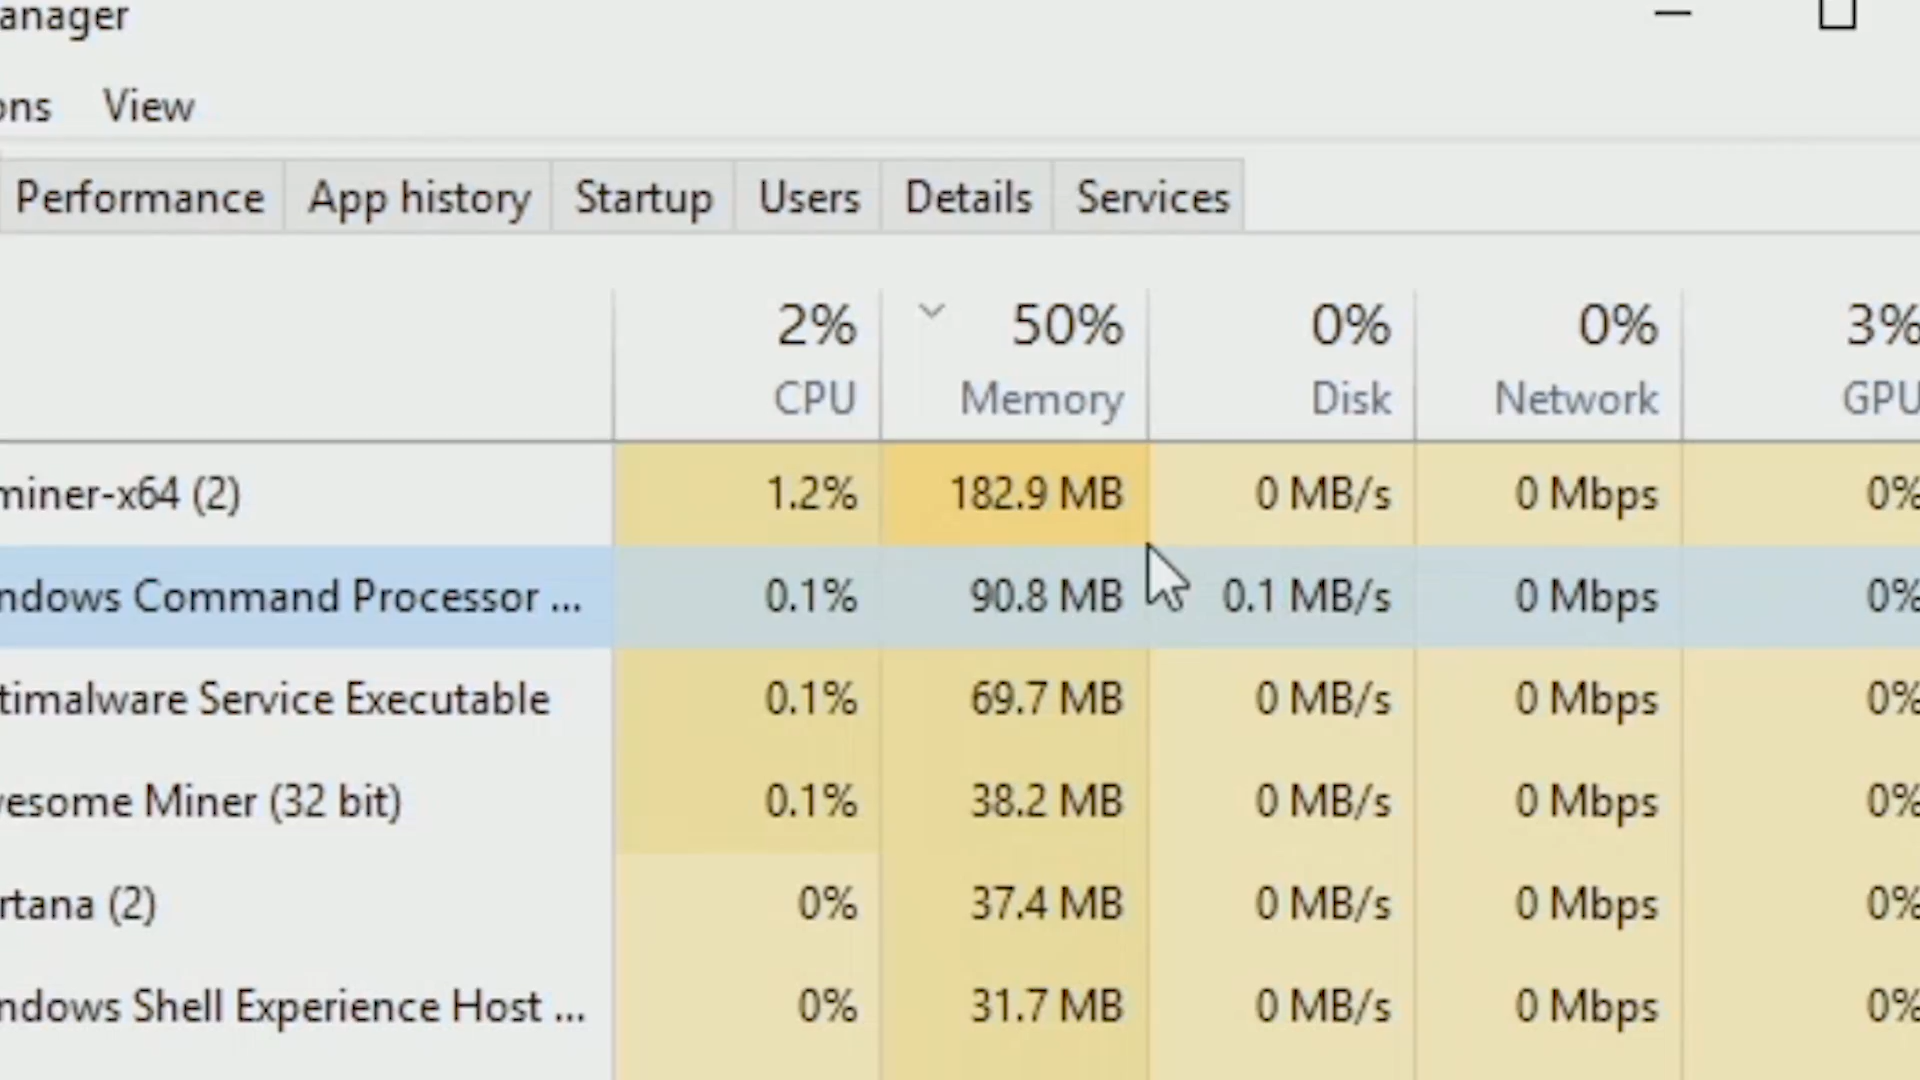 anager
ons View
Performance App history Startup Users Details Services
2% 50% 0% 0% 3%
CPU Memory Disk Network GPU
miner-x64 (2) 1.2% 182.9 MB 0 MB/s 0 Mbps 0%
ndows Command Processor ... 0.1% 90.8 MB 0.1 MB/s 0 Mbps 0%
timalware Service Executable 0.1% 69.7 MB 0 MB/s 0 Mbps 0%
wesome Miner (32 bit) 0.1% 38.2 MB 0 MB/s 0 Mbps 0%
rtana (2) 0% 37.4 MB 0 MB/s 0 Mbps 0%
ndows Shell Experience Host ... 0% 31.7 MB 0 MB/s 0 Mbps 0%